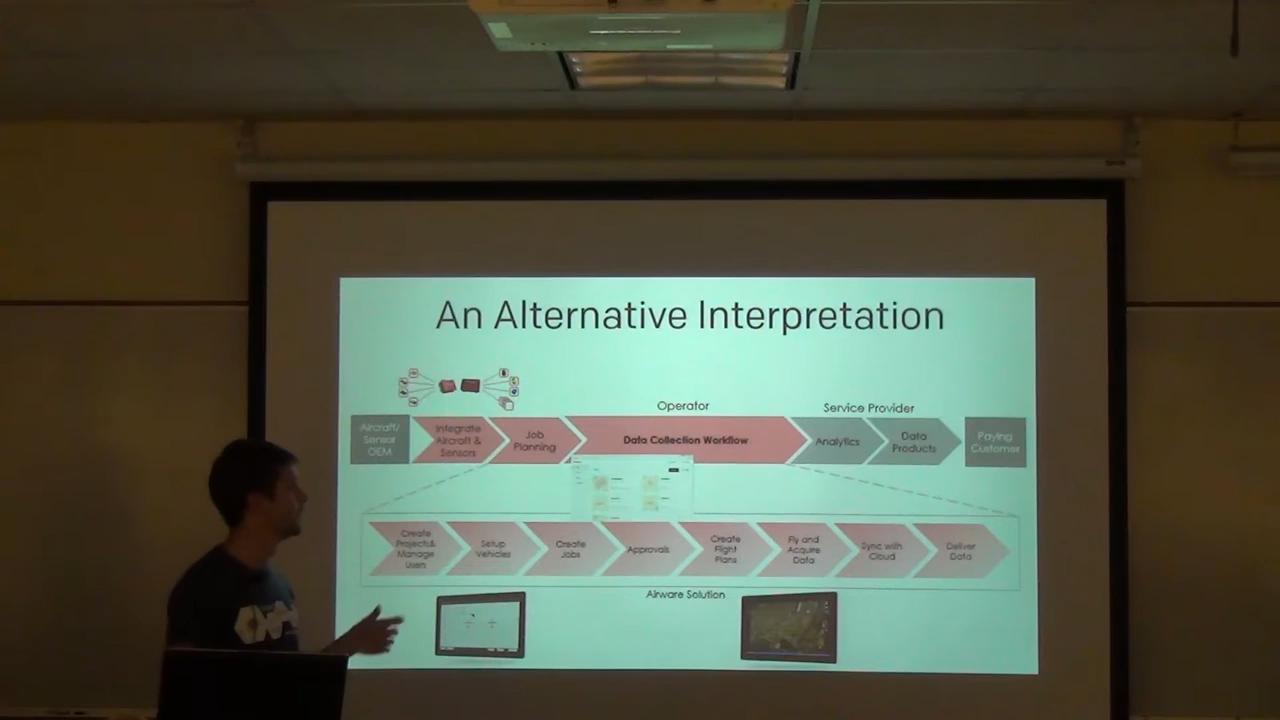 An Alternative Interpretation
Operator
Service Provider
Aircraft/
Sensor
OEM
Integrate
Aircraft &
Sensors
Job
Planning
Data Collection Workflow
Analytics
Data
Products
Paying
Customer
Create
Projects&
Manage
Users
Setup
Vehicles
Create
Jobs
Approvals
Create
Flight
Plans
Fly and
Acquire
Data
Sync with
Cloud
Deliver
Data
Airware Solution